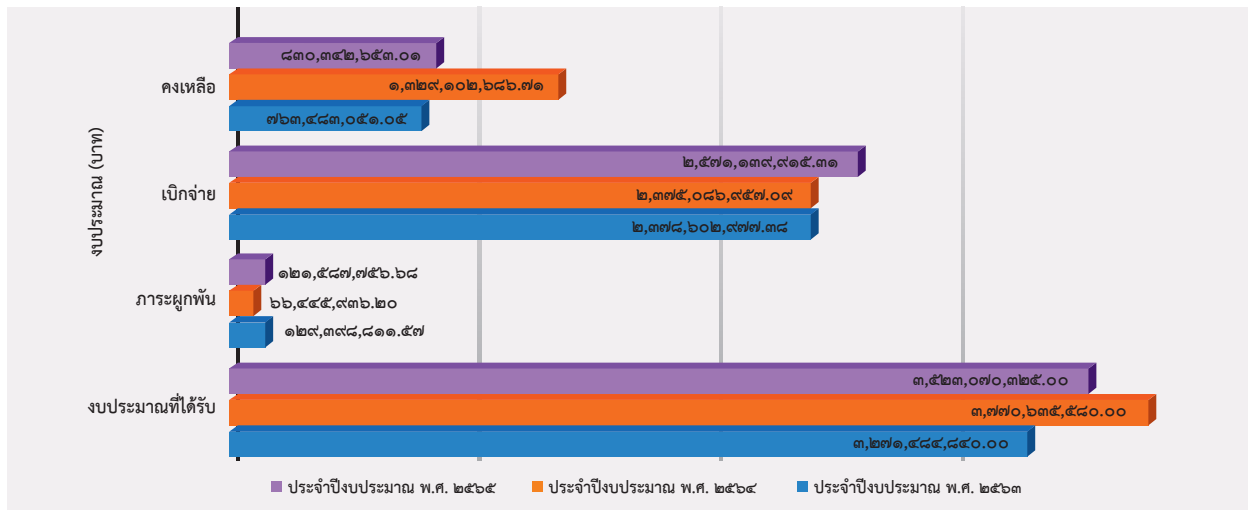 งบประมาณ (บาท)
คงเหลือ
๘๓๐,๓๔๒,๖๕๓.๐๑
๑,๓๒๙,๑๐๒,๖๘๖.๗๑
๗๖๓,๔๘๓,๐๕๑.๐๕
เบิกจ่าย
๒,๕๗๑,๑๓๙,๙๑๕.๓๑
๒,๓๗๕,๐๘๖,๙๕๗.๐๙
๒,๓๗๘,๖๐๒,๙๗๗.๓๘
ภาระผูกพัน
๑๒๑,๕๘๗,๗๕๖.๖๘
๖๖,๔๔๕,๙๓๖.๒๐
๑๒๙,๓๙๘,๘๑๑.๕๗
งบประมาณที่ได้รับ
๓,๕๒๓,๐๗๐,๓๒๕.๐๐
๓,๗๗๐,๖๓๕,๕๘๐.๐๐
๓,๒๗๑,๔๘๔,๘๔๐.๐๐
ประจำปีงบประมาณ พ.ศ. ๒๕๖๕ ประจำปีงบประมาณ พ.ศ. ๒๕๖๔ ประจำปีงบประมาณ พ.ศ. ๒๕๖๓